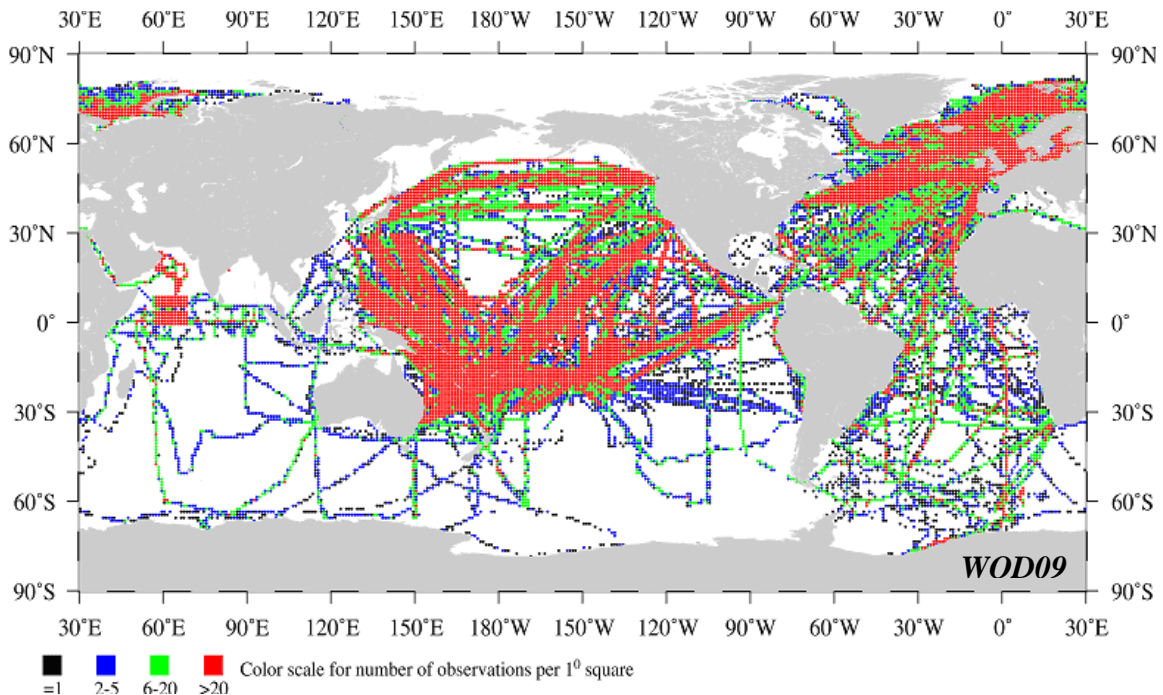 30°E 60°E 90°E 120°E 150°E 180°W 150°W 120°W 90°W 60°W 30°W 0° 30°E
90°N 90°N
60°N 60°N
30°N 30°N
0° 0°
30°S 30°S
60°S 60°S
WOD09
90°S 90°S
30°E 60°E 90°E 120°E 150°E 180°W 150°W 120°W 90°W 60°W 30°W 0° 30°E
Color scale for number of observations per 1⁰ square
=1 2-5 6-20 >20